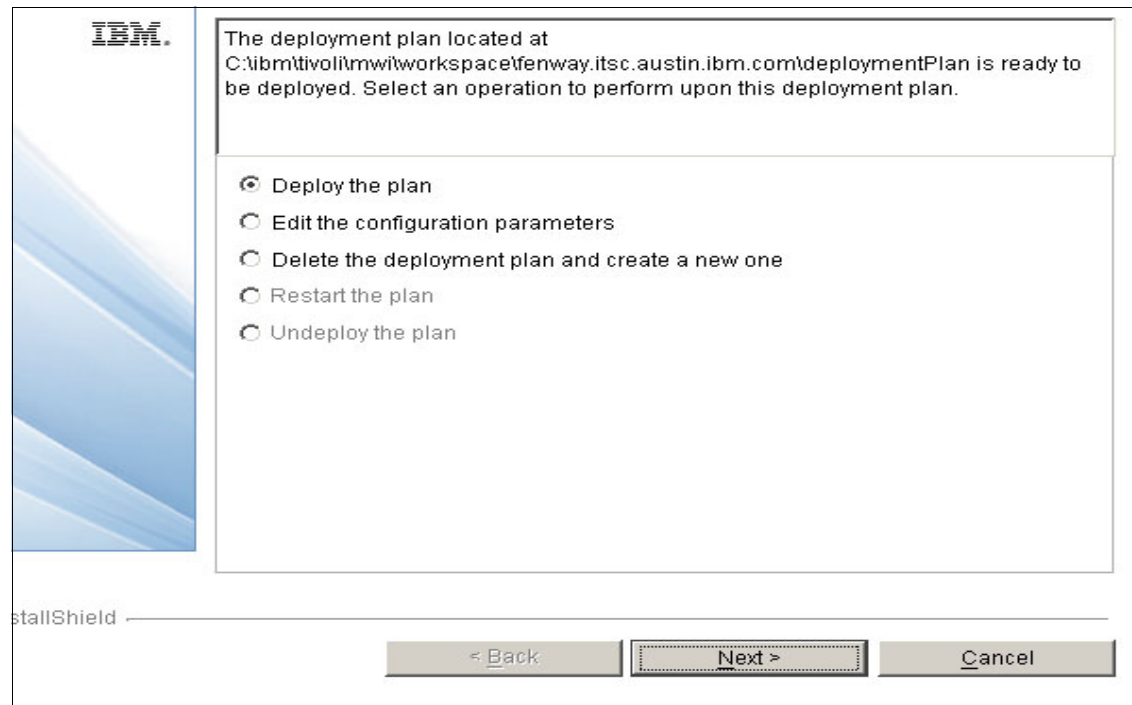 IBM.
The deployment plan located at
C:\ibm\tivoli\mwi\workspace\fenway.itsc.austin.ibm.com\deploymentPlan is ready to
be deployed. Select an operation to perform upon this deployment plan.
Deploy the plan
Edit the configuration parameters
Delete the deployment plan and create a new one
Restart the plan
Undeploy the plan
stallShield
< Back
Next >
Cancel